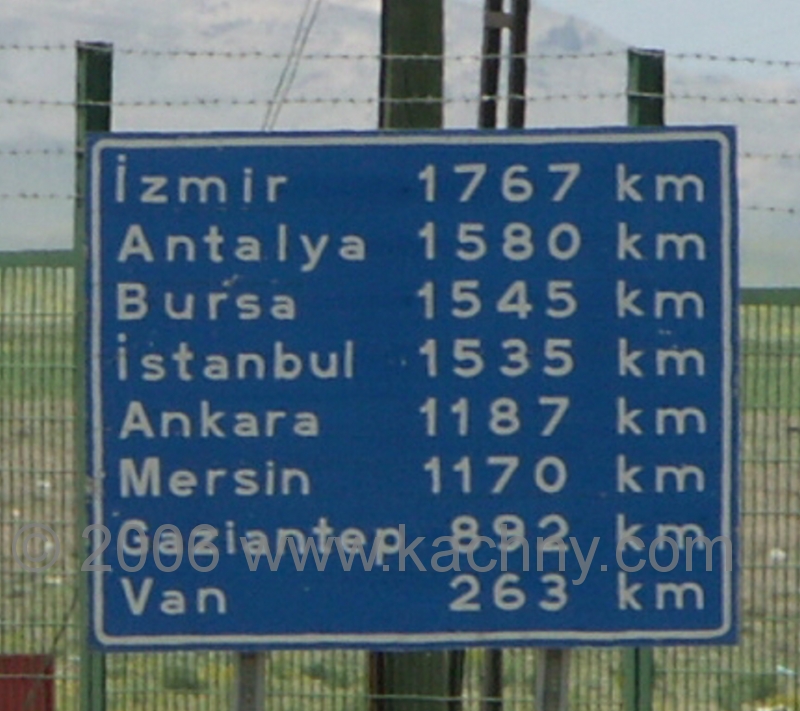 İzmir 1767 km
Antalya 1580 km
Bursa 1545 km
İstanbul 1535 km
Ankara 1187 km
Mersin 1170 km
Gaziantep 892 km
© 2006 www.kachny.com
Van 263 km